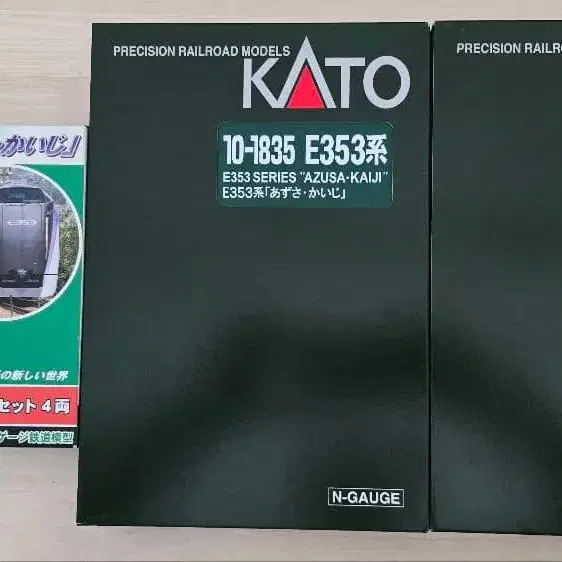 かいじ」
E353
の新しい世界
セット 4両
ゲージ鉄道模型
PRECISION RAILROAD MODELS
KATO
10-1835 E353系
E353 SERIES "AZUSA·KAIJI"
E353系「あずさ・かいじ」
N-GAUGE
PRECISION RAILR